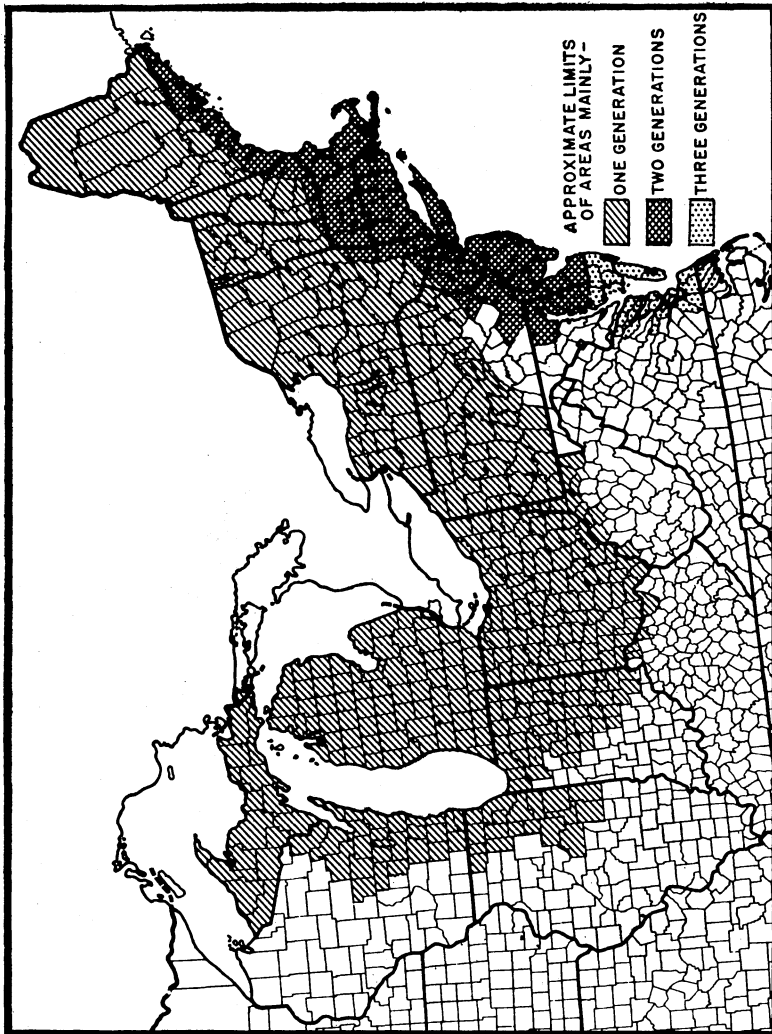 APPROXIMATE LIMITS
OF AREAS MAINLY-
ONE GENERATION
TWO GENERATIONS
THREE GENERATIONS